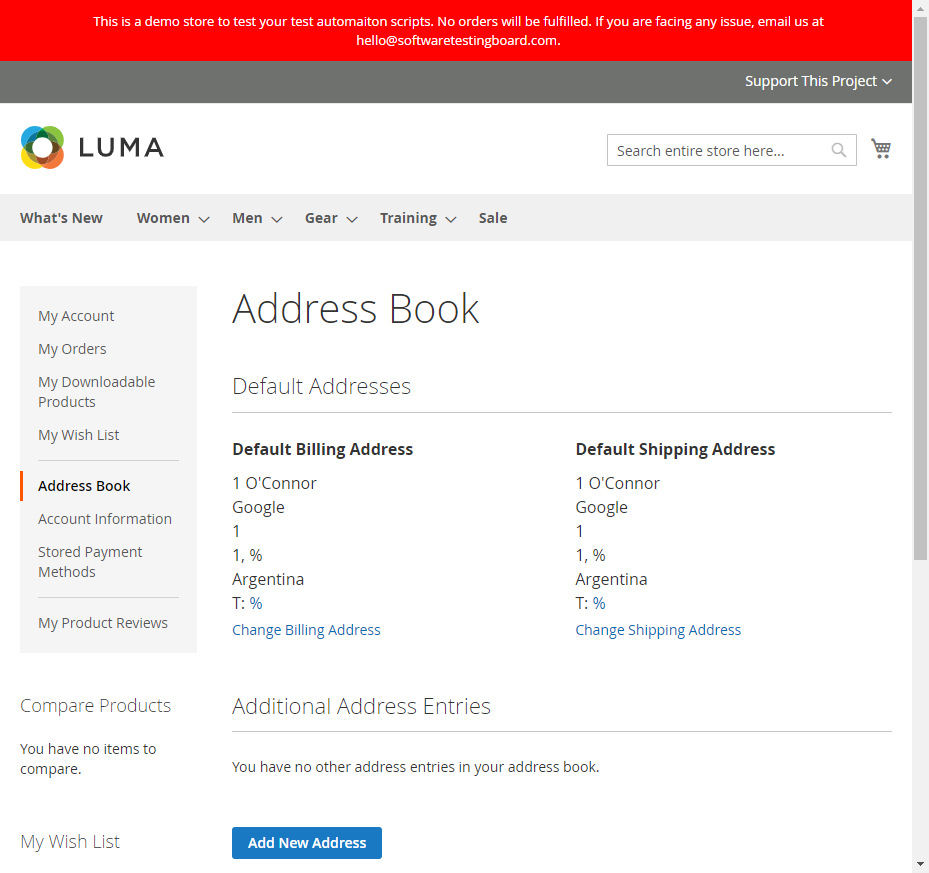 This is a demo store to test your test automaiton scripts. No orders will be fulfilled. If you are facing any issue, email us at
hello@softwaretestingboard.com.
Support This Project
LUMA
Search entire store here...
What's New Women Men Gear Training Sale
My Account
My Orders
My Downloadable
Products
My Wish List
Address Book
Account Information
Stored Payment
Methods
My Product Reviews
Compare Products
You have no items to
compare.
My Wish List
Address Book
Default Addresses
Default Billing Address
1 O'Connor
Google
1
1, %
Argentina
T: %
Change Billing Address
Default Shipping Address
1 O'Connor
Google
1
1, %
Argentina
T: %
Change Shipping Address
Additional Address Entries
You have no other address entries in your address book.
Add New Address